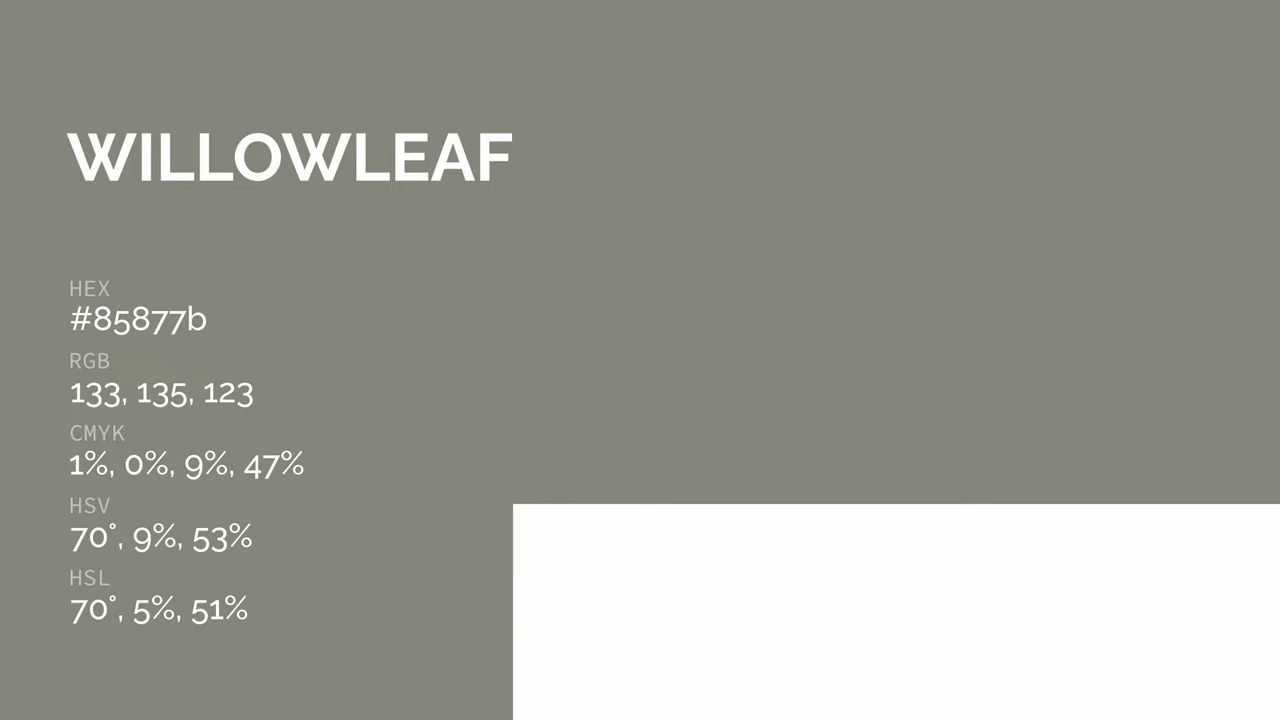 WILLOWLEAF
HEX
#85877b
RGB
133, 135, 123
CMYK
1%, 0%, 9%, 47%
HSV
70°, 9%, 53%
HSL
70°, 5%, 51%